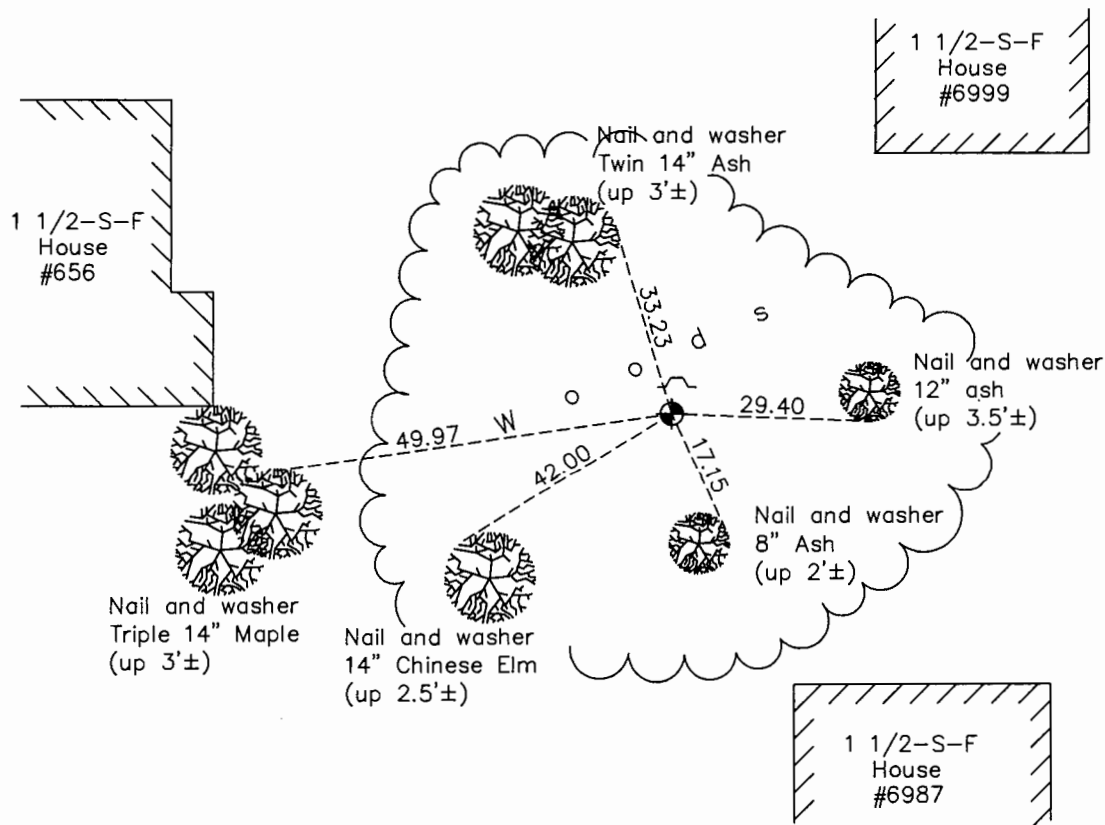 1 1/2-S-F
House
#6999
Nail and washer
Twin 14" Ash
(up 3'±)
1 1/2-S-F
House
#656
33.23
W o o d s
Nail and washer
12" ash
(up 3.5'±)
29.40
49.97
42.00
17.15
Nail and washer
8" Ash
(up 2'±)
Nail and washer
Triple 14" Maple
(up 3'±)
Nail and washer
14" Chinese Elm
(up 2.5'±)
1 1/2-S-F
House
#6987